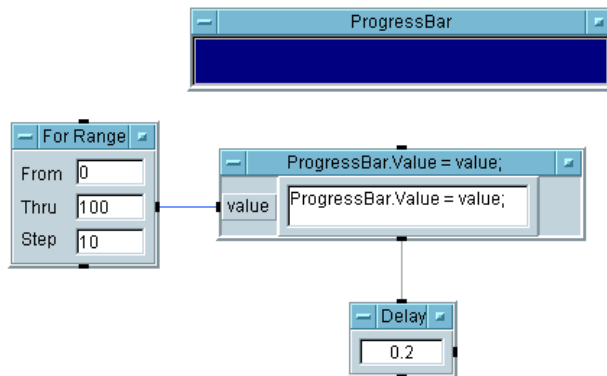 ProgressBar
For Range
From 0
Thru 100
Step 10
ProgressBar.Value = value;
value
ProgressBar.Value = value;
Delay
0.2